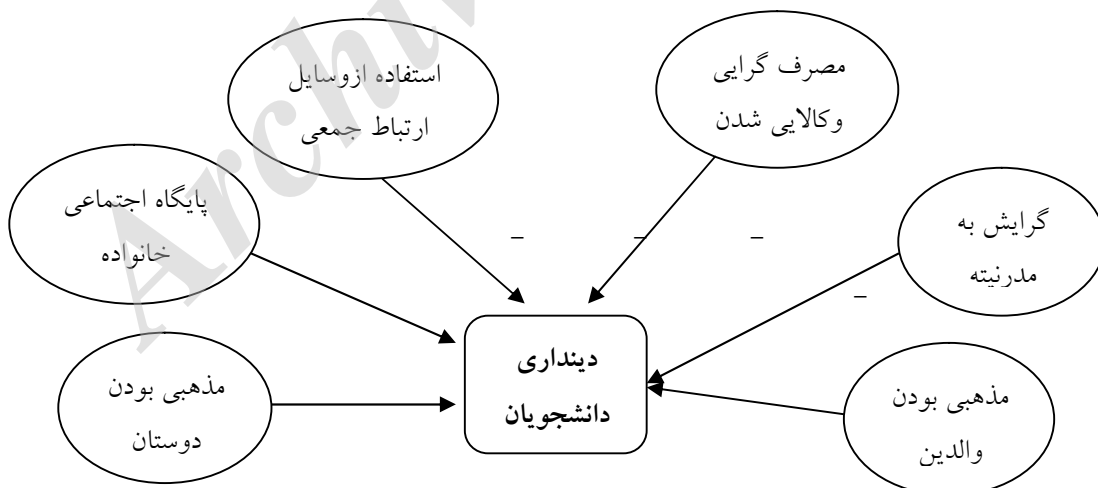 استفاده ازوسایل
ارتباط جمعی
مصرف گرایی
وکالایی شدن
پایگاه اجتماعی
خانواده
گرایش به
مدرنیته
دینداری
دانشجویان
مذهبی بودن
دوستان
مذهبی بودن
والدین
–
–
–
–